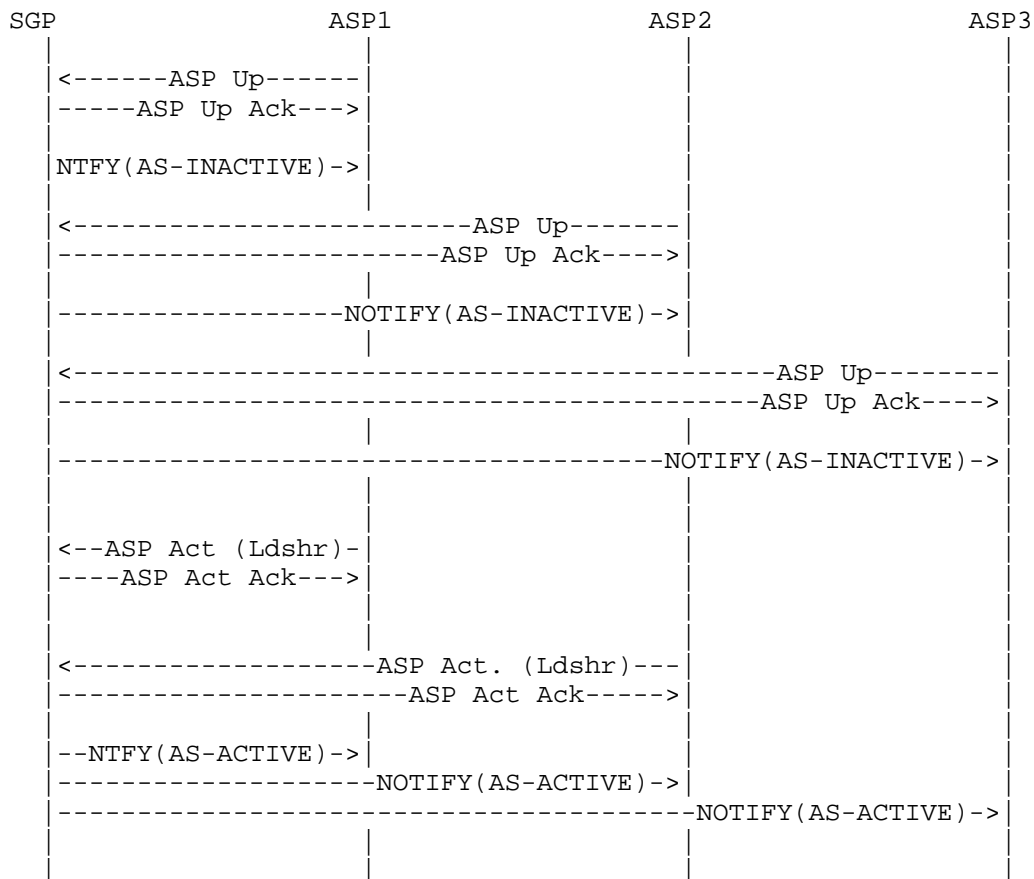 SGP ASP1 ASP2 ASP3
<------ASP Up------
-----ASP Up Ack--->
NTFY(AS-INACTIVE)->
<-------------------------ASP Up-------
------------------------ASP Up Ack---->
------------------NOTIFY(AS-INACTIVE)->
<--------------------------------------------ASP Up--------
--------------------------------------------ASP Up Ack---->
--------------------------------------NOTIFY(AS-INACTIVE)->
<--ASP Act (Ldshr)-
----ASP Act Ack--->
<-------------------ASP Act. (Ldshr)---
----------------------ASP Act Ack----->
--NTFY(AS-ACTIVE)->
--------------------NOTIFY(AS-ACTIVE)->
----------------------------------------NOTIFY(AS-ACTIVE)->